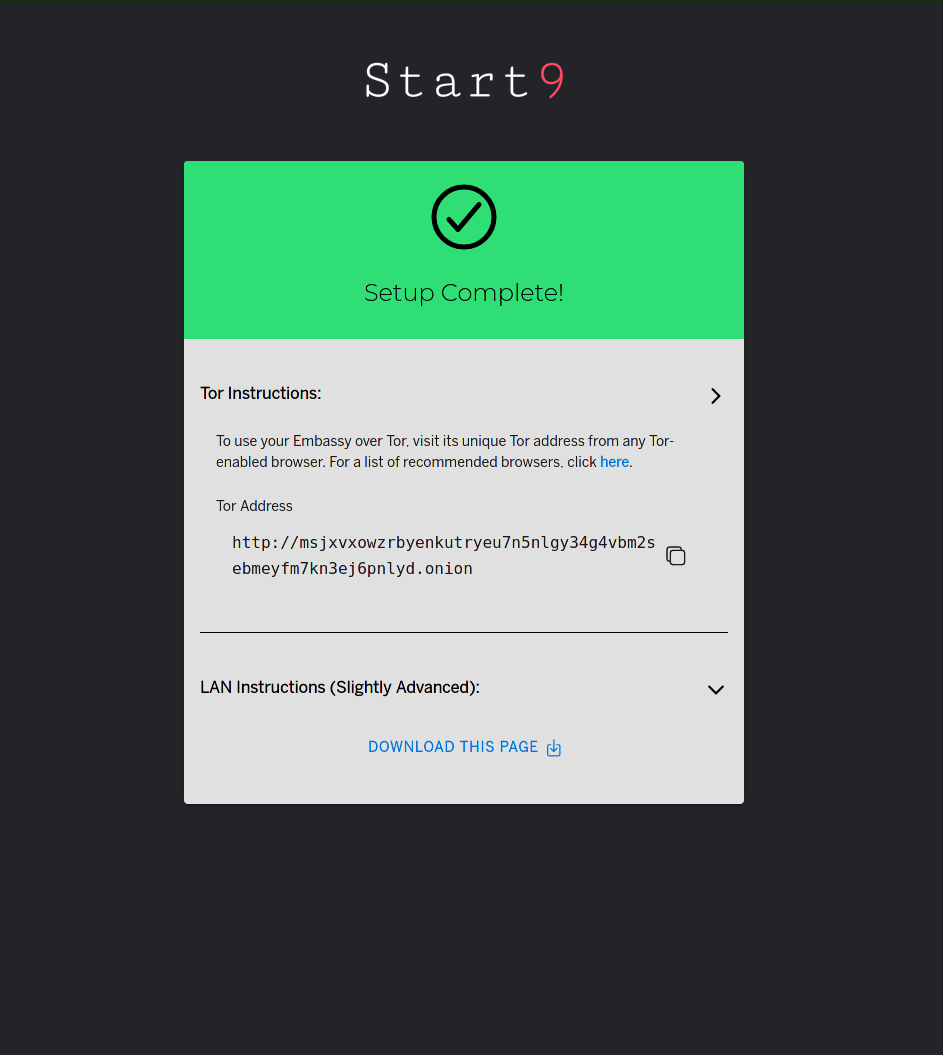 Start9
Setup Complete!
Tor Instructions:
To use your Embassy over Tor, visit its unique Tor address from any Tor-
enabled browser. For a list of recommended browsers, click here.
Tor Address
http://msjxvxowzrbyenkutryeu7n5nlgy34g4vbm2s
ebmeyfm7kn3ej6pnlyd.onion
LAN Instructions (Slightly Advanced):
DOWNLOAD THIS PAGE